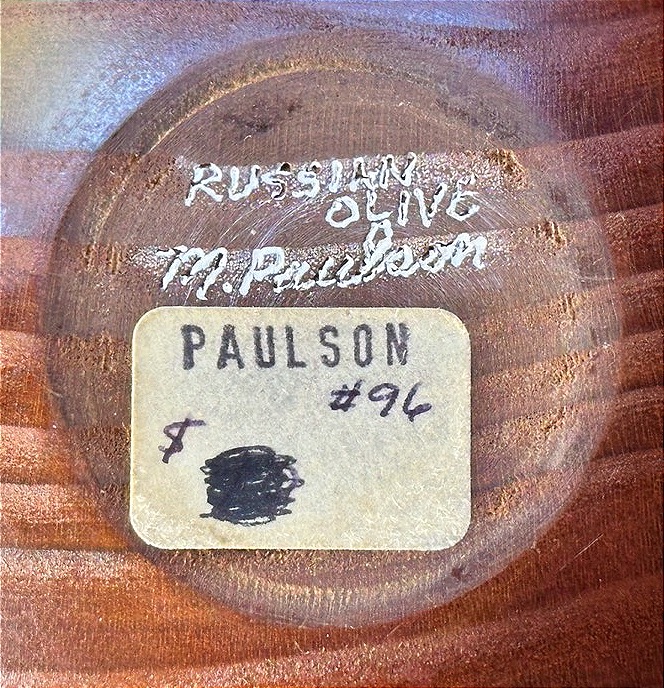 RUSSIAN
OLIVE
M. Paulson
PAULSON
#96
$